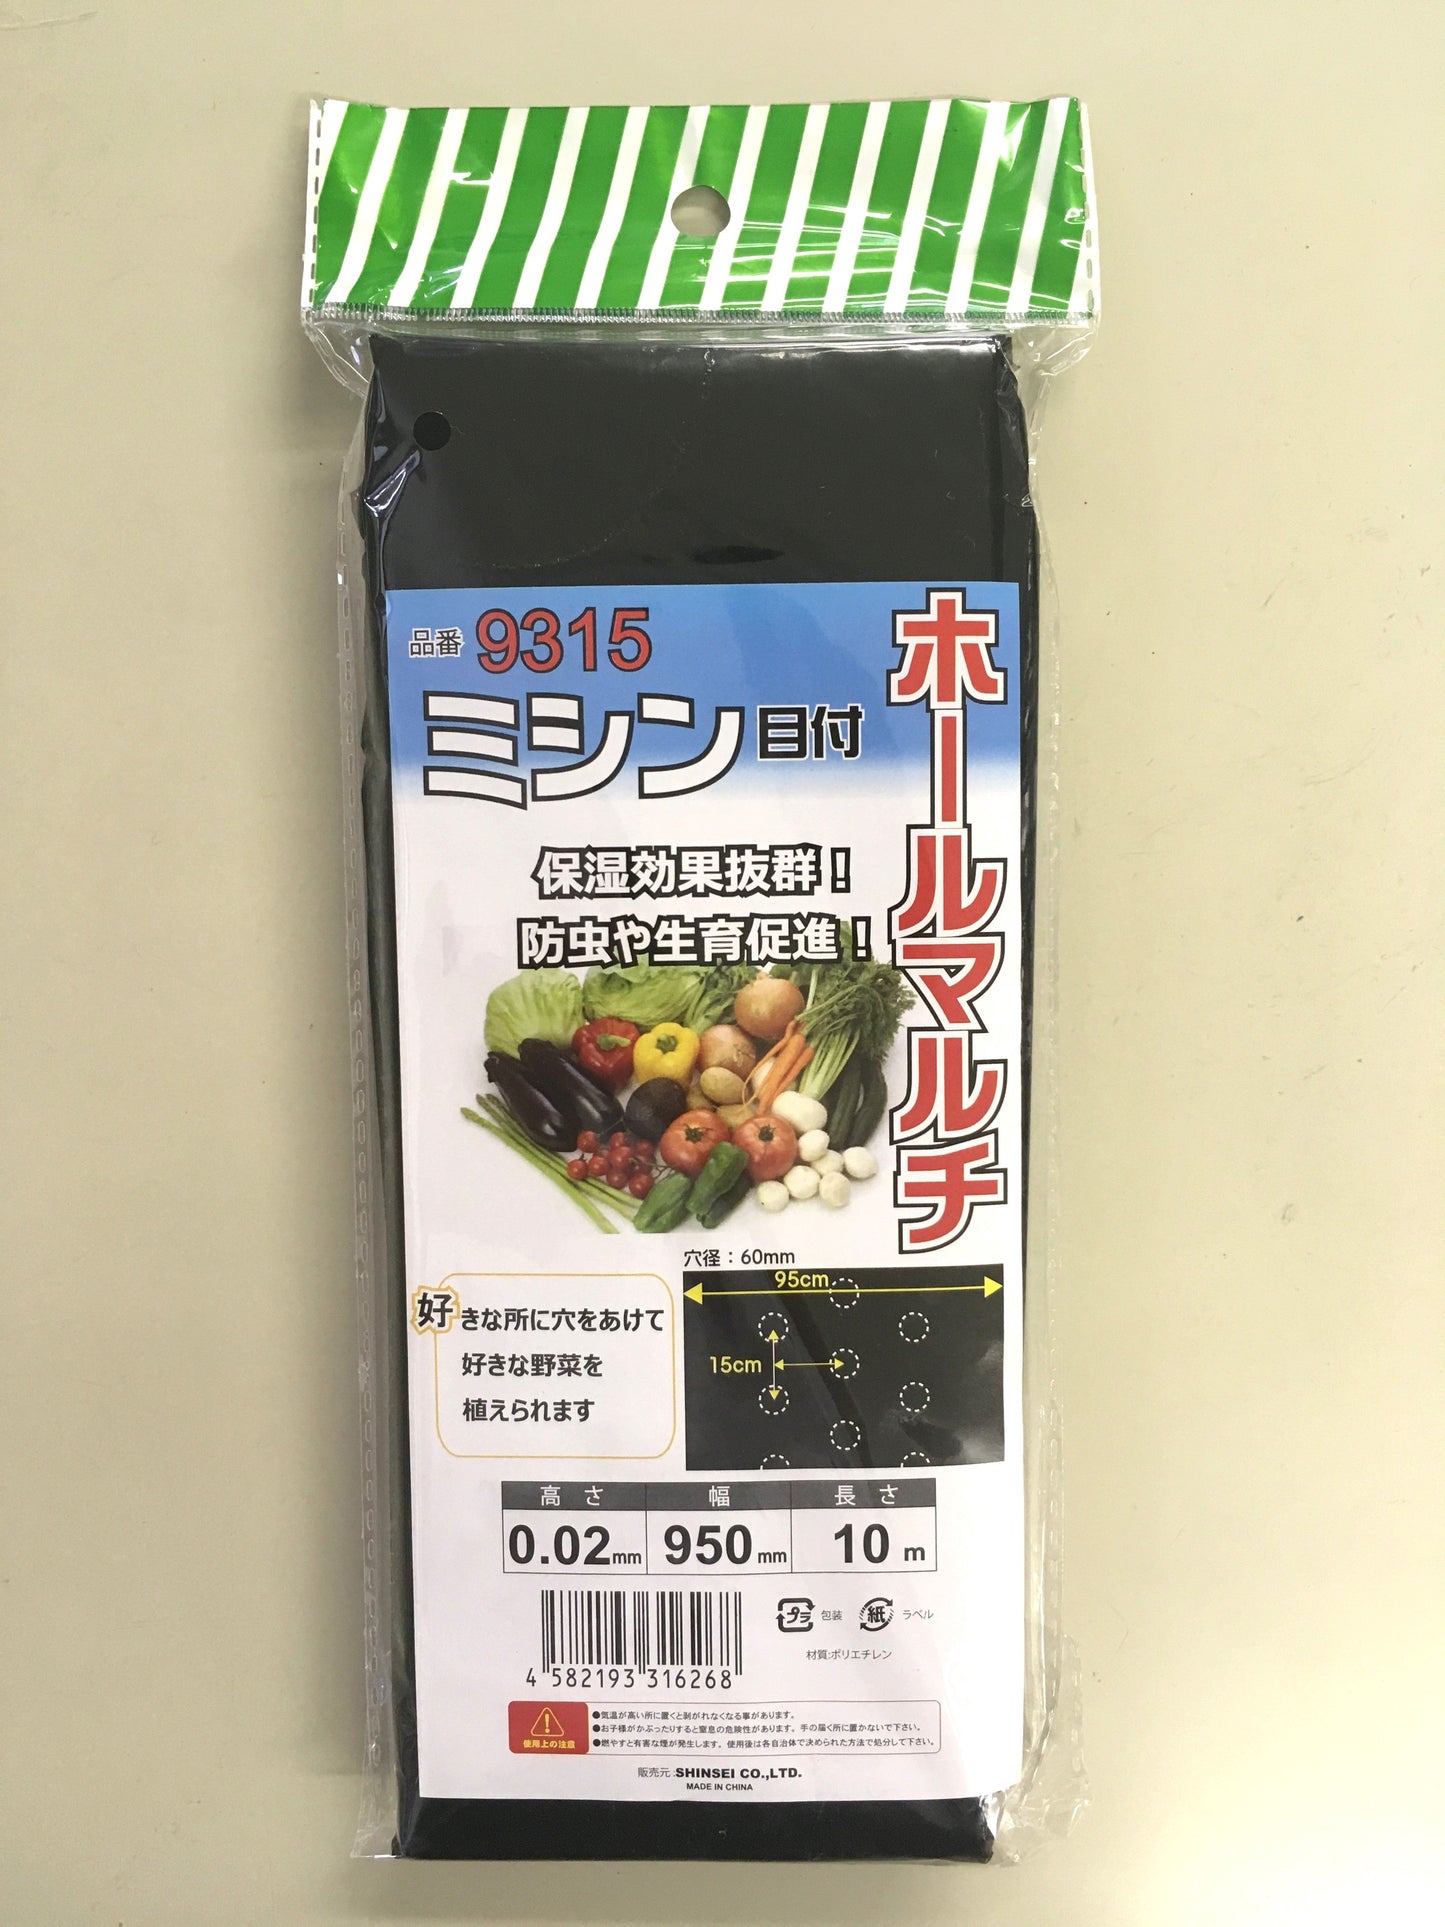 品番 9315
ミシン目付
ホールマルチ
保湿効果抜群！
防虫や生育促進！
穴径：60mm
95cm
15cm
好きな所に穴をあけて
好きな野菜を
植えられます
高さ 幅 長さ
0.02mm 950mm 10m
4 582193 316268
プラ 包装 紙 ラベル
材質:ポリエチレン
使用上の注意
●気温が高い所に置くと剥がれなくなる事があります。
●お子様がかぶったりすると窒息の危険性があります。手の届く所に置かないで下さい。
●燃やすと有害な煙が発生します。使用後は各自治体で決められた方法で処分して下さい。
販売元:SHINSEI CO.,LTD.
MADE IN CHINA